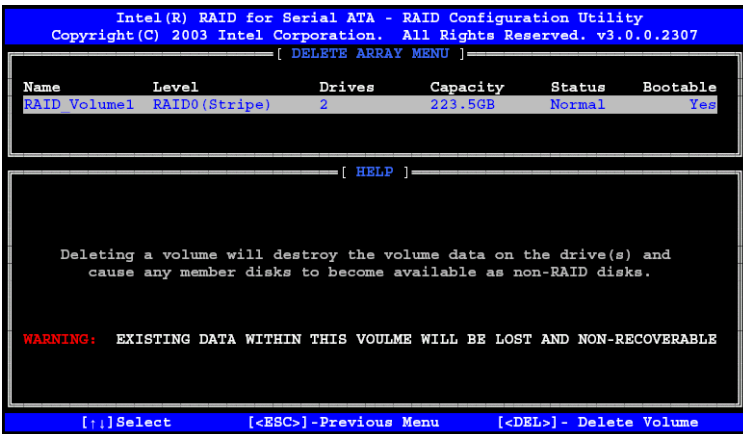 Intel(R) RAID for Serial ATA - RAID Configuration Utility
Copyright(C) 2003 Intel Corporation. All Rights Reserved. v3.0.0.2307
[ DELETE ARRAY MENU ]
Name Level Drives Capacity Status Bootable
RAID_Volume1 RAID0(Stripe) 2 223.5GB Normal Yes
[ HELP ]
Deleting a volume will destroy the volume data on the drive(s) and
cause any member disks to become available as non-RAID disks.
WARNING: EXISTING DATA WITHIN THIS VOULME WILL BE LOST AND NON-RECOVERABLE
[↑↓]Select [<ESC>]-Previous Menu [<DEL>]- Delete Volume